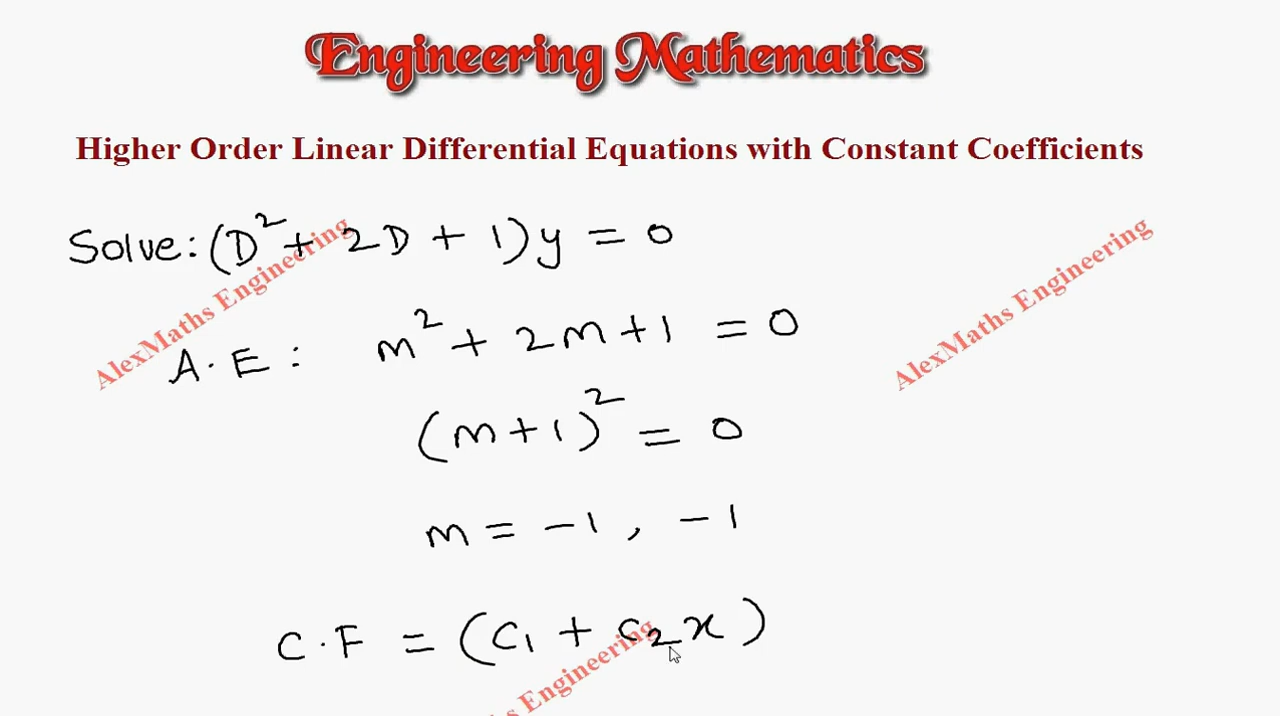 Engineering Mathematics
Higher Order Linear Differential Equations with Constant Coefficients
Solve: (D² + 2D + 1)y = 0
AlexMaths Engineering
AlexMaths Engineering
A.E: m² + 2m+1 = 0
(m+1)² = 0
m = -1, -1
C.F = (C₁ + C₂x)
Engineering